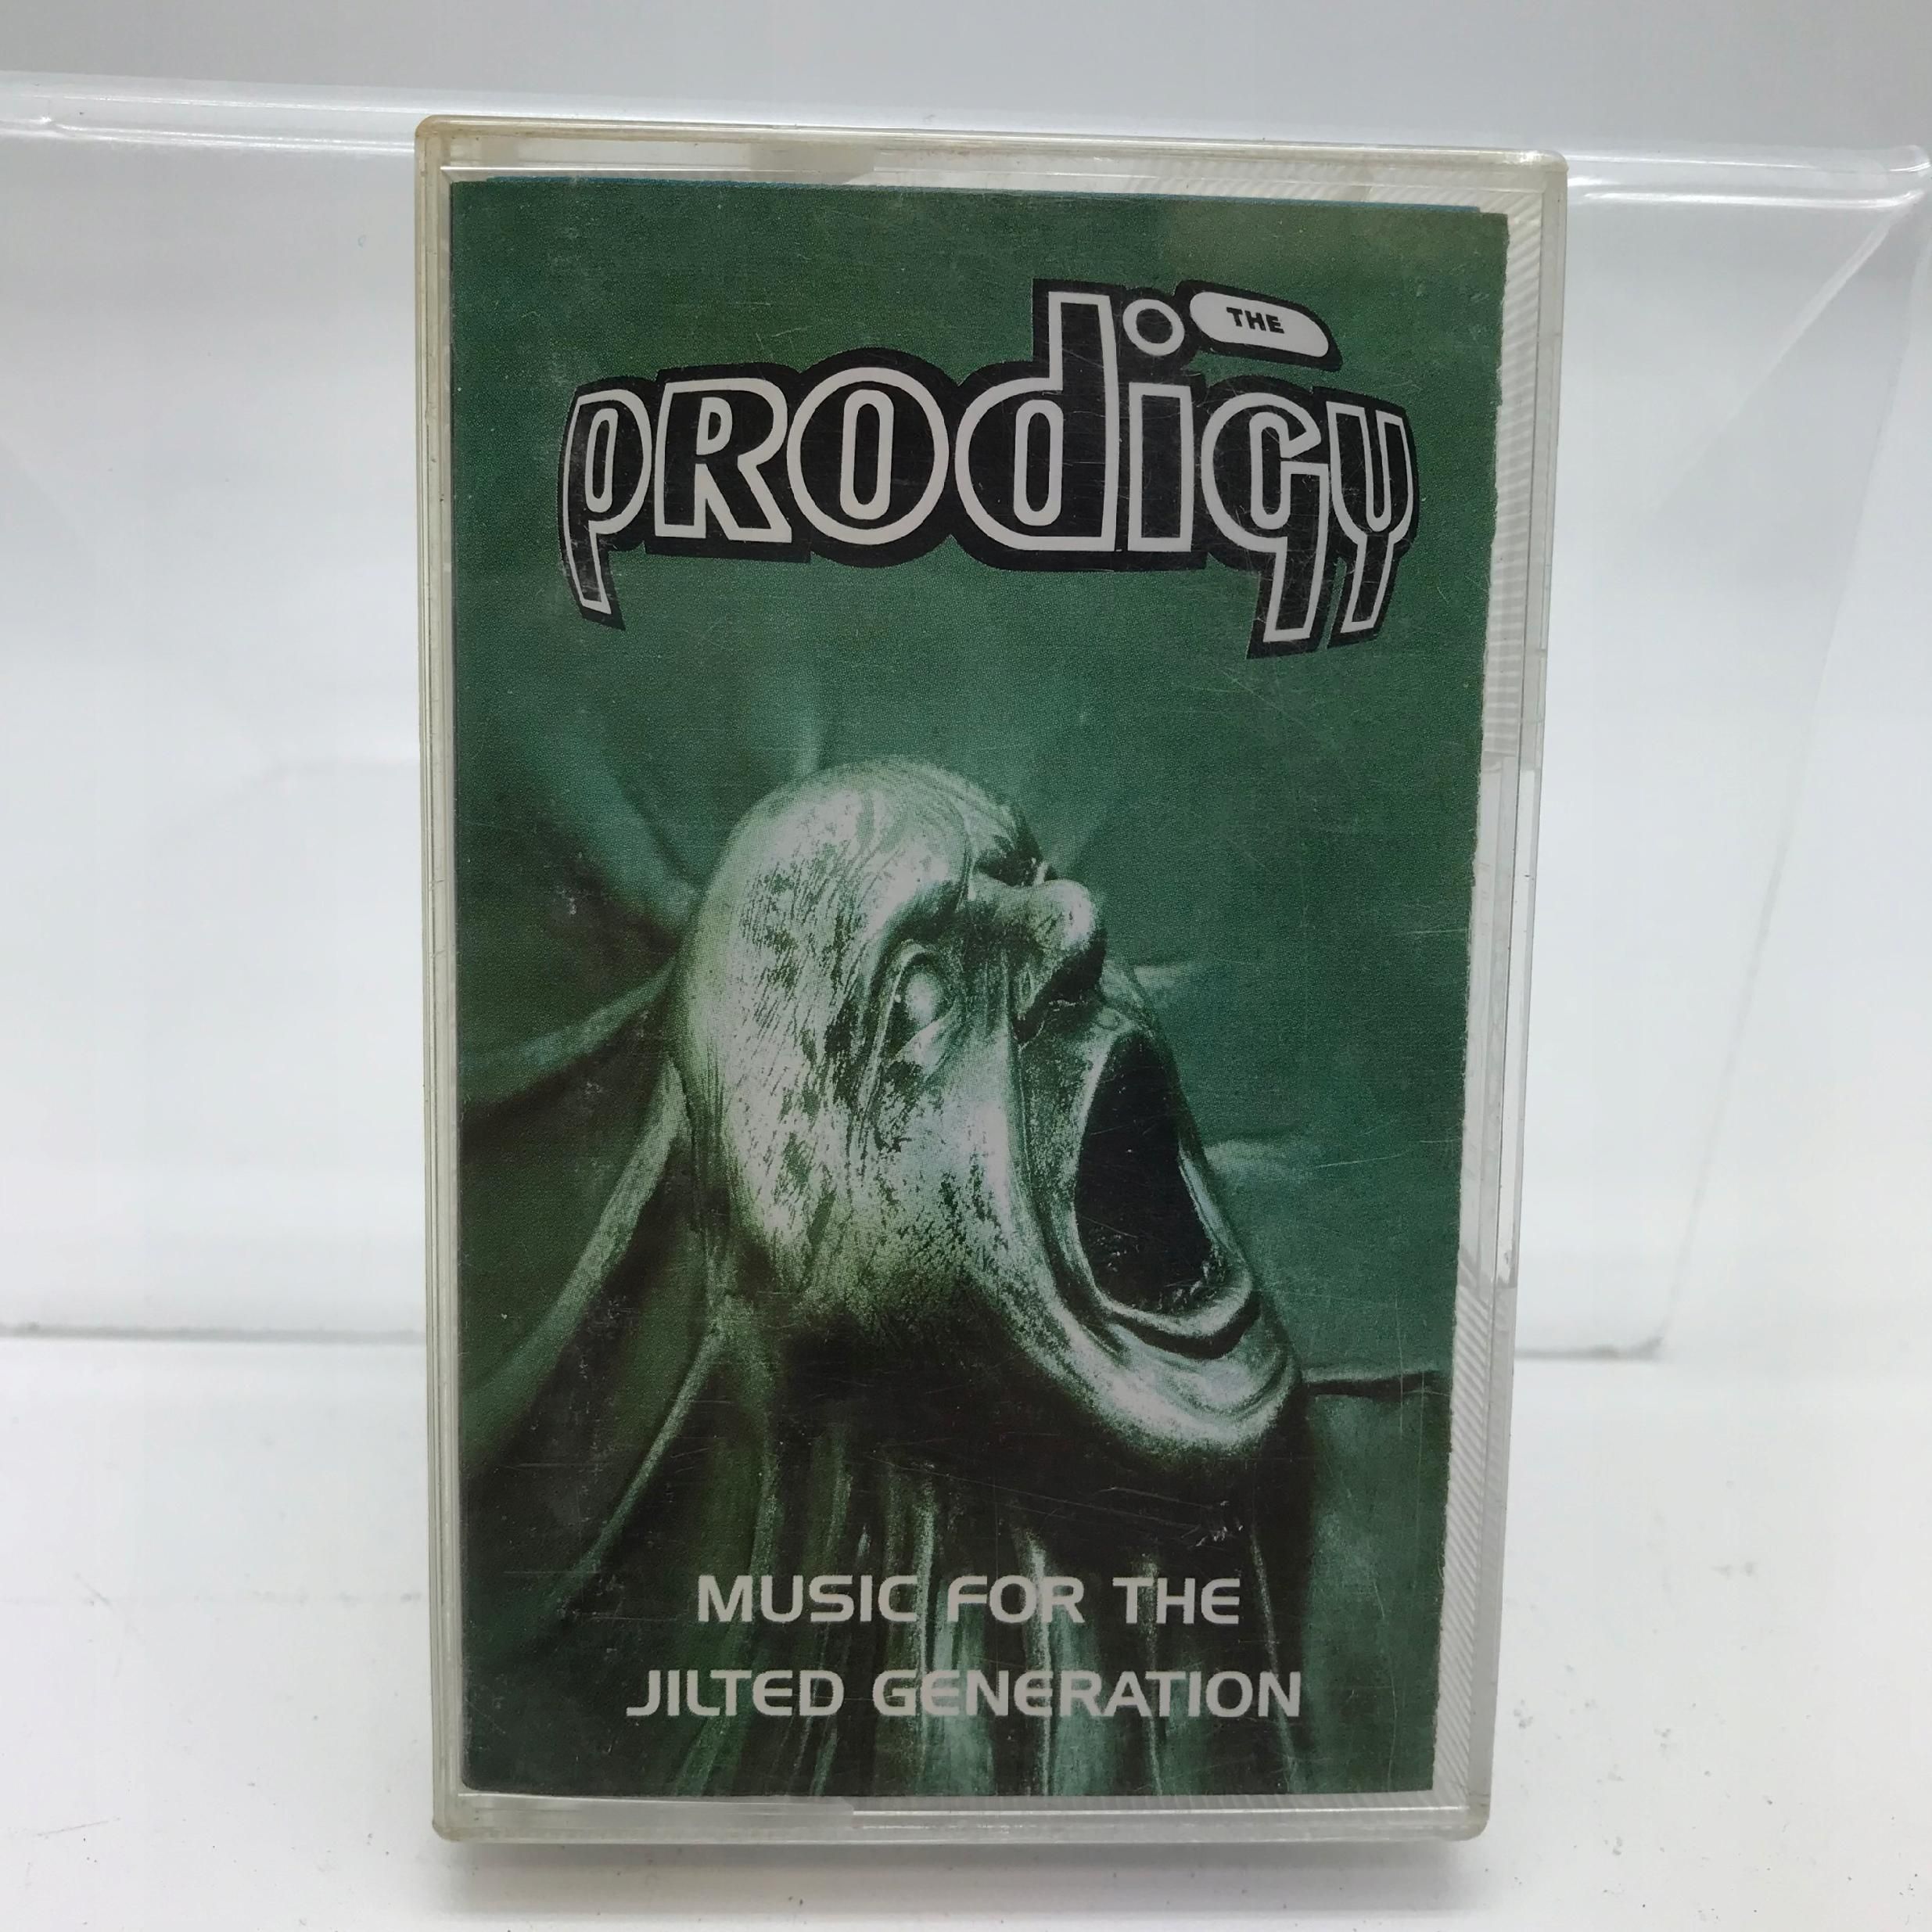 THE
PRODIGY
MUSIC FOR THE
JILTED GENERATION